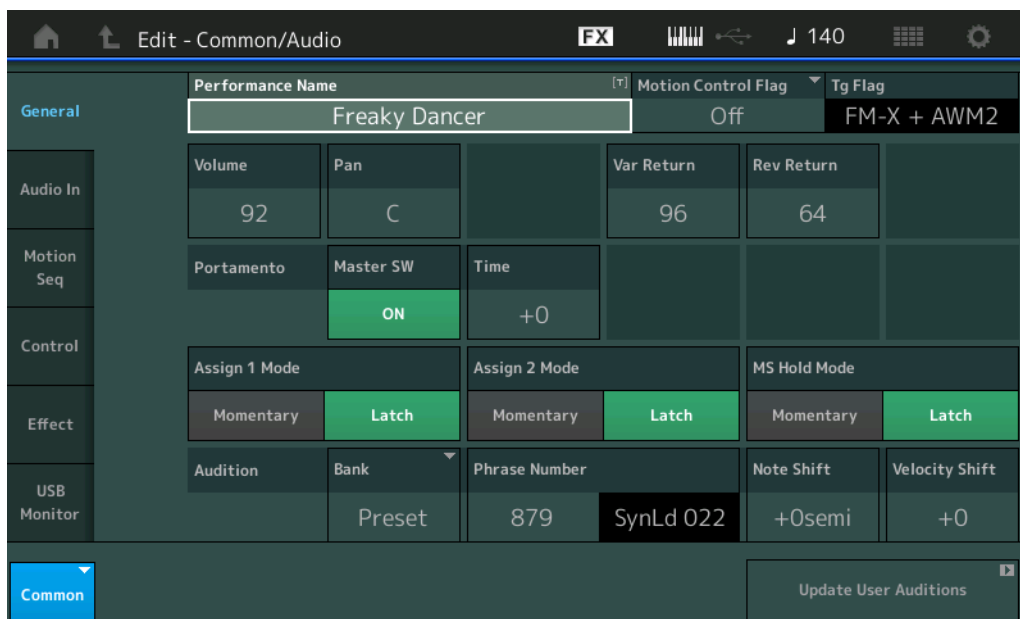 Edit - Common/Audio FX 140
Performance Name [T] Motion Control Flag Tg Flag
General
Freaky Dancer Off FM-X + AWM2
Volume Pan Var Return Rev Return
Audio In
92 C 96 64
Motion
Seq
Portamento Master SW Time
ON +0
Control
Assign 1 Mode Assign 2 Mode MS Hold Mode
Effect
Momentary Latch Momentary Latch Momentary Latch
Audition Bank Phrase Number Note Shift Velocity Shift
USB
Monitor
Preset 879 SynLd 022 +0semi +0
Common
Update User Auditions